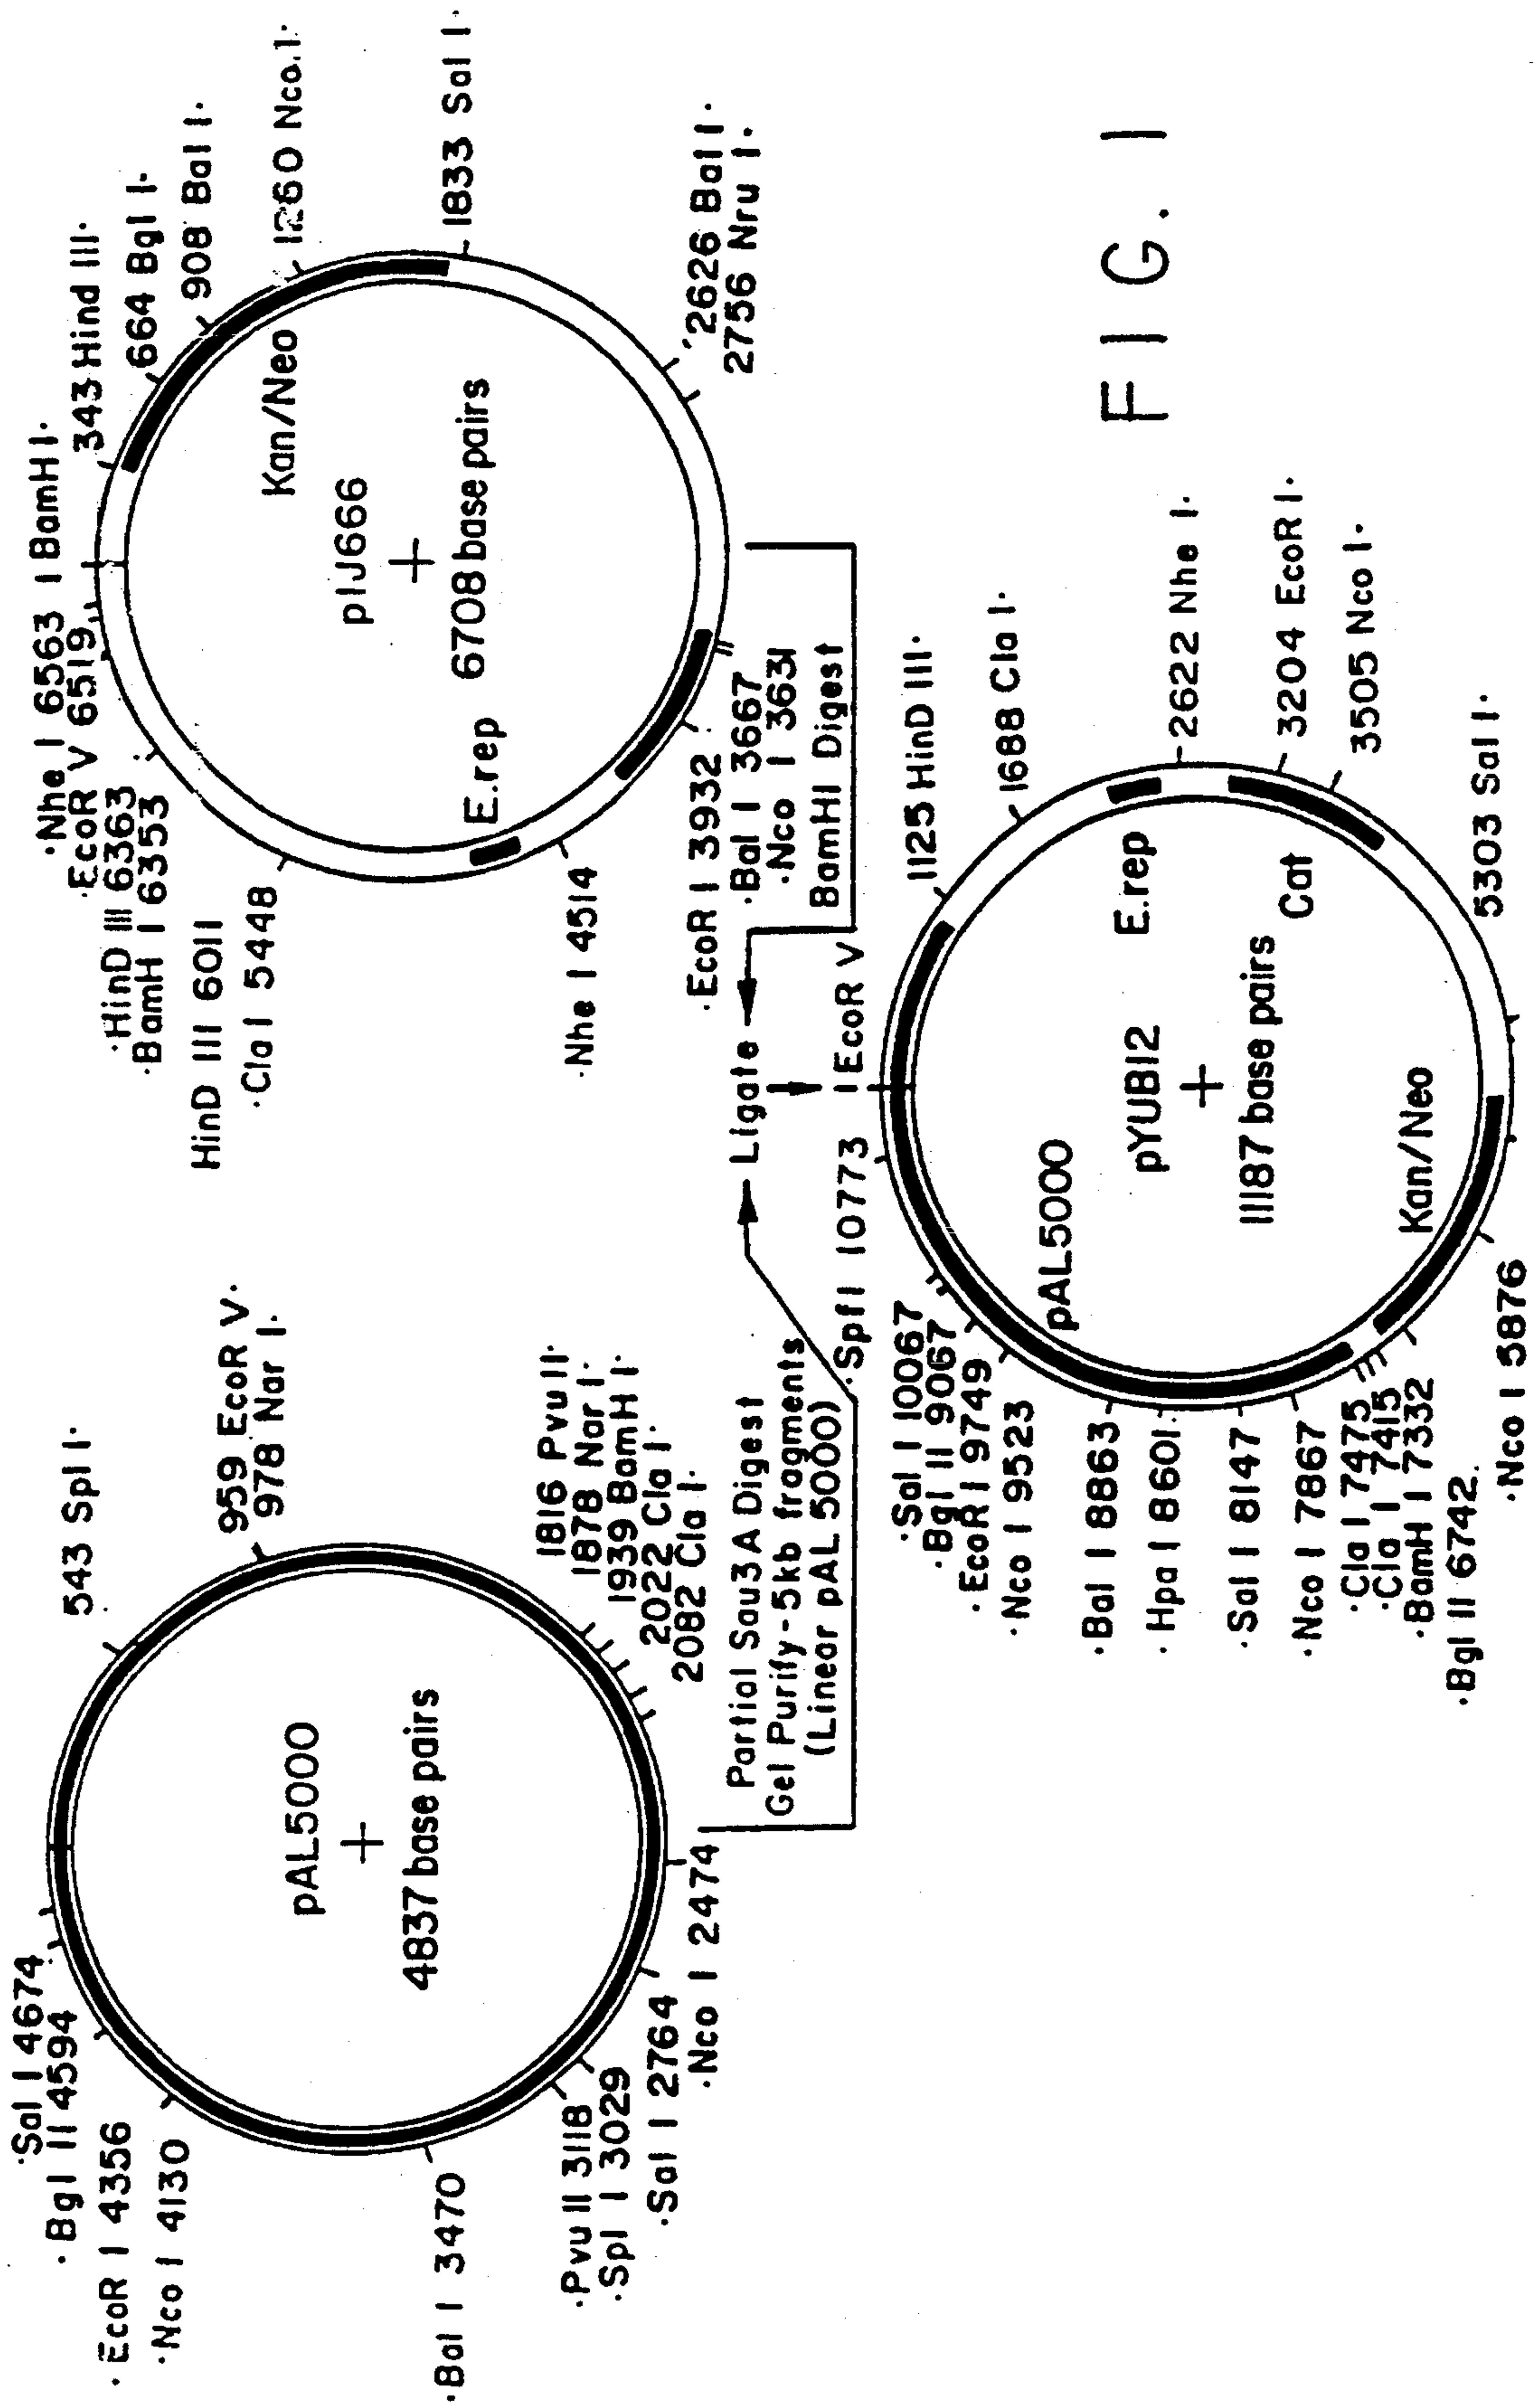 543 Spl I·
959 EcoR V·
978 Nar I·
1816 Pvu II·
1878 Nar I·
1939 BamH I·
2022 Cla I·
2082 Cla I·
·Nco I 2474
·Sal I 2764
·Spl I 3029
·Pvu II 3118
·Bal I 3470
·Nco I 4130
·EcoR I 4356
·Bgl II 4594
·Sal I 4674
pAL5000
+
4837 base pairs
Partial Sau3A Digest
Gel Purify-5kb fragments
(Linear pAL 5000)
1 BamH I·
343 Hind III·
664 Bgl I·
908 Bal I·
1260 Nco I·
1833 Sal I·
2626 Bal I·
2756 Nru I·
·Nco I 3631
·Bal I 3667
·EcoR I 3932
·Nhe I 4514
·Cla I 5448
HinD III 6011
·BamH I 6353
·HinD III 6363
·EcoR V 6519
·Nhe I 6563
Kan/Neo
pIJ666
+
6708 base pairs
E.rep
BamHI Digest
Ligate
1 EcoR V
1125 HinD III·
1688 Cla I·
2622 Nhe I·
3204 EcoR I·
3505 Nco I·
5303 Sal I·
·Nco I 5876
·Bgl II 6742
·BamH I 7332
·Cla I 7415
·Cla I 7475
·Nco I 7867
·Sal I 8147
·Hpa I 8601
·Bal I 8863
·Nco I 9523
·EcoR I 9749
·Bgl II 9067
·Sal I 10067
·SpfI 10773
pAL5000
E.rep
pYUB12
+
11187 base pairs
Cat
Kan/Neo
FIG. 1